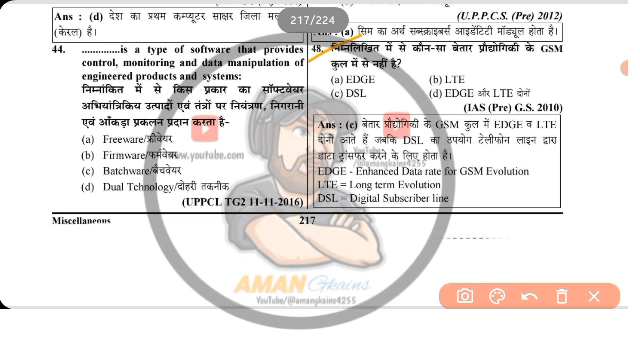 Ans : (d) देश का प्रथम कम्प्यूटर साक्षर जिला
(केरल) है।
44. .............is a type of software that provides
control, monitoring and data manipulation of
engineered products and systems:
निम्नांकित में से किस प्रकार का सॉफ्टवेयर
अभियांत्रिकिय उत्पादों एवं तंत्रों पर नियंत्रण, निगरानी
एवं आँकड़ा प्रकलन प्रदान करता है-
(a) Freeware/फ्रीवेयर
(b) Firmware/फर्मवेयर
www.youtube.com
(c) Batchware/बैचवेयर
(d) Dual Tchnology/दोहरी तकनीक
(UPPCL TG2 11-11-2016)
217/224
(U.P.P.C.S. (Pre) 2012)
Ans : (a) सिम का अर्थ सब्स्क्राइबर्स आइडेंटिटी मॉड्यूल होता है।
48. निम्नलिखित में से कौन-सा बेतार प्रौद्योगिकी के GSM
कुल में से नहीं है?
(a) EDGE (b) LTE
(c) DSL (d) EDGE और LTE दोनों
(IAS (Pre) G.S. 2010)
Ans : (c) बेतार प्रौद्योगिकी के GSM कुल में EDGE व LTE
दोनों आते हैं जबकि DSL का उपयोग टेलीफोन लाइन द्वारा
डाटा ट्रांसफर करने के लिए होता है।
EDGE - Enhanced Data rate for GSM Evolution
LTE = Long term Evolution
DSL = Digital Subscriber line
YouTube
/@amangkains4255
Miscellaneous 217
AMAN Gkains
YouTube/@amangkains4255